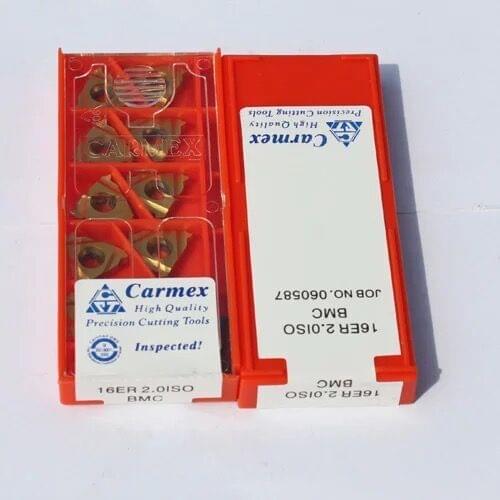 CARMEX
Carmex
High Quality
Precision Cutting Tools
Inspected!
16ER 2.0ISO
BMC
Carmex
High Quality
Precision Cutting Tools
JOB NO. 060587
BMC
16ER 2.0ISO
16ER 2.0ISO
BMC